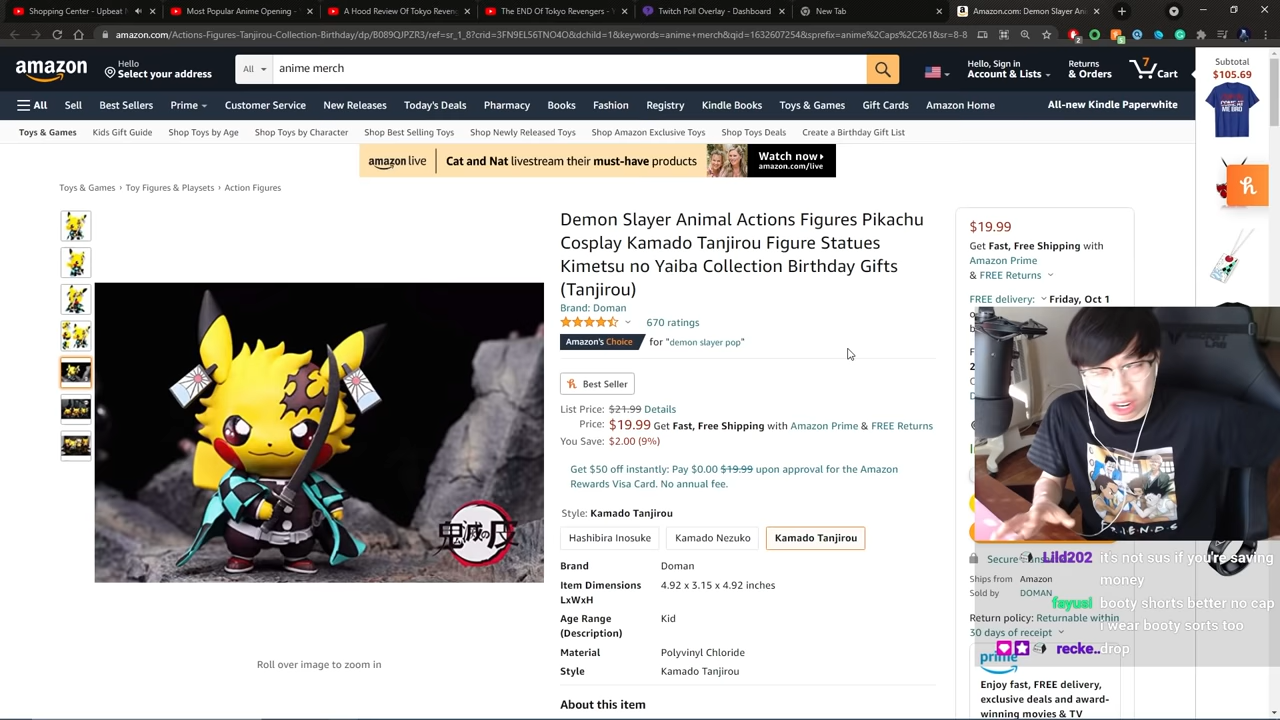 Shopping Center - Upbeat
Most Popular Anime Opening -
A Hood Review Of Tokyo Reveng
The END Of Tokyo Revengers -
Twitch Poll Overlay - Dashboard
New Tab
Amazon.com: Demon Slayer Ani
amazon.com/Actions-Figures-Tanjirou-Collection-Birthday/dp/B089QJPZR3/ref=sr_1_8?crid=3FN9EL56TNO4O&dchild=1&keywords=anime+merch&qid=1632607254&sprefix=anime%2Caps%2C261&sr=8-8
amazon
Hello
Select your address
All
anime merch
Hello, Sign in
Account & Lists
Returns
& Orders
7
Cart
Subtotal
$105.69
All
Sell
Best Sellers
Prime
Customer Service
New Releases
Today's Deals
Pharmacy
Books
Fashion
Registry
Kindle Books
Toys & Games
Gift Cards
Amazon Home
All-new Kindle Paperwhite
Toys & Games
Kids Gift Guide
Shop Toys by Age
Shop Toys by Character
Shop Best Selling Toys
Shop Newly Released Toys
Shop Amazon Exclusive Toys
Shop Toys Deals
Create a Birthday Gift List
amazon live
Cat and Nat livestream their must-have products
Watch now
amazon.com/live
Toys & Games › Toy Figures & Playsets › Action Figures
Demon Slayer Animal Actions Figures Pikachu
Cosplay Kamado Tanjirou Figure Statues
Kimetsu no Yaiba Collection Birthday Gifts
(Tanjirou)
Brand: Doman
670 ratings
Amazon's Choice for "demon slayer pop"
Best Seller
List Price: $21.99 Details
Price: $19.99 Get Fast, Free Shipping with Amazon Prime & FREE Returns
You Save: $2.00 (9%)
Get $50 off instantly: Pay $0.00 $19.99 upon approval for the Amazon
Rewards Visa Card. No annual fee.
Style: Kamado Tanjirou
Hashibira Inosuke
Kamado Nezuko
Kamado Tanjirou
Brand Doman
Item Dimensions 4.92 x 3.15 x 4.92 inches
LxWxH
Age Range Kid
(Description)
Material Polyvinyl Chloride
Style Kamado Tanjirou
About this item
Roll over image to zoom in
$19.99
Get Fast, Free Shipping with
Amazon Prime
& FREE Returns
FREE delivery: Friday, Oct 1
Ships from Amazon
Sold by DOMAN
Return policy: Returnable within
30 days of receipt
prime
Enjoy fast, FREE delivery,
exclusive deals and award-
winning movies & TV
Lild202 it's not sus if you're saving
money
fayual booty shorts better no cap
i wear booty sorts too
recke.. drop